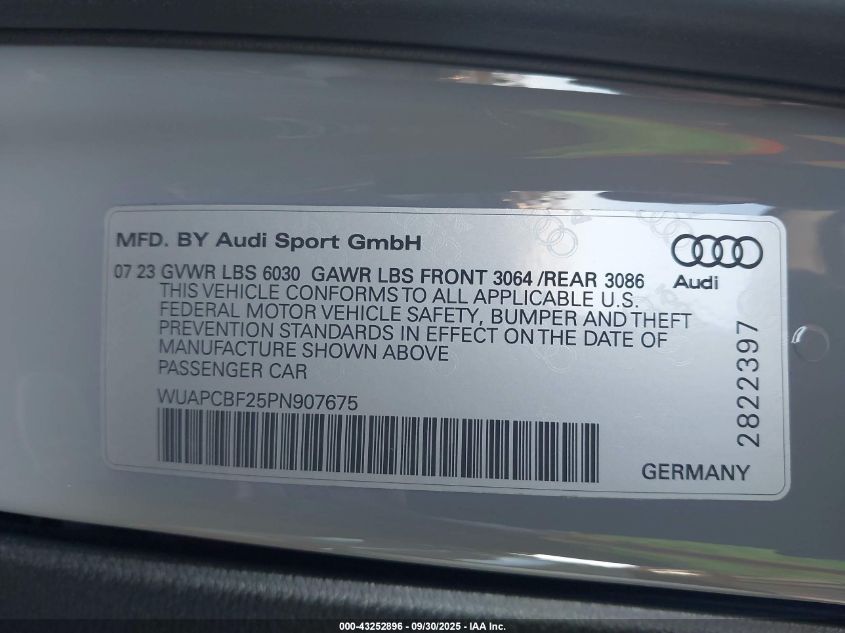 MFD. BY Audi Sport GmbH
07 23 GVWR LBS 6030 GAWR LBS FRONT 3064 /REAR 3086
THIS VEHICLE CONFORMS TO ALL APPLICABLE U.S.
FEDERAL MOTOR VEHICLE SAFETY, BUMPER AND THEFT
PREVENTION STANDARDS IN EFFECT ON THE DATE OF
MANUFACTURE SHOWN ABOVE
PASSENGER CAR
WUAPCBF25PN907675
Audi
2822397
GERMANY
000-43252896 - 09/30/2025 - IAA Inc.